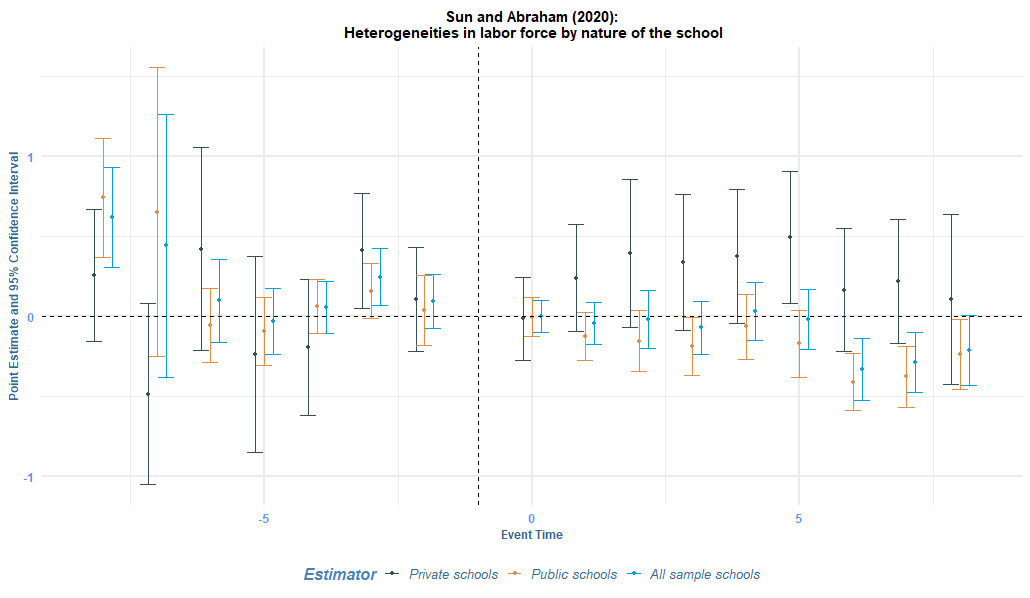 Sun and Abraham (2020):
Heterogeneities in labor force by nature of the school
Point Estimate and 95% Confidence Interval
1
0
-1
-5
0
5
Event Time
Estimator Private schools Public schools All sample schools